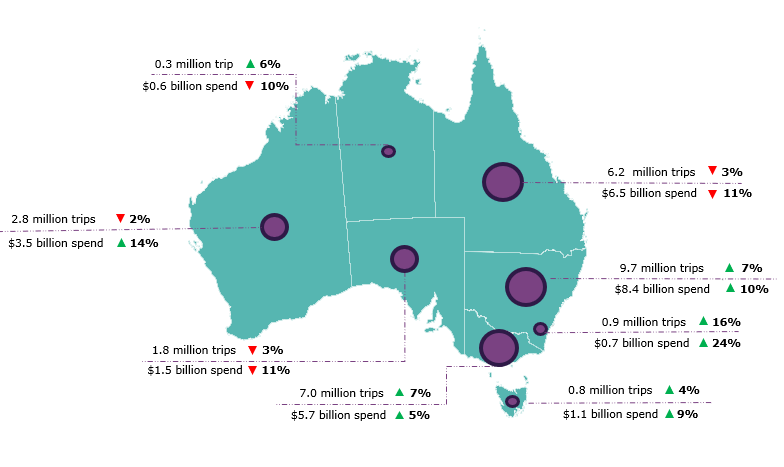 0.3 million trip ▲ 6%
$0.6 billion spend ▼ 10%
6.2 million trips ▼ 3%
$6.5 billion spend ▼ 11%
2.8 million trips ▼ 2%
$3.5 billion spend ▲ 14%
9.7 million trips ▲ 7%
$8.4 billion spend ▲ 10%
0.9 million trips ▲ 16%
$0.7 billion spend ▲ 24%
1.8 million trips ▼ 3%
$1.5 billion spend ▼ 11%
7.0 million trips ▲ 7%
$5.7 billion spend ▲ 5%
0.8 million trips ▲ 4%
$1.1 billion spend ▲ 9%